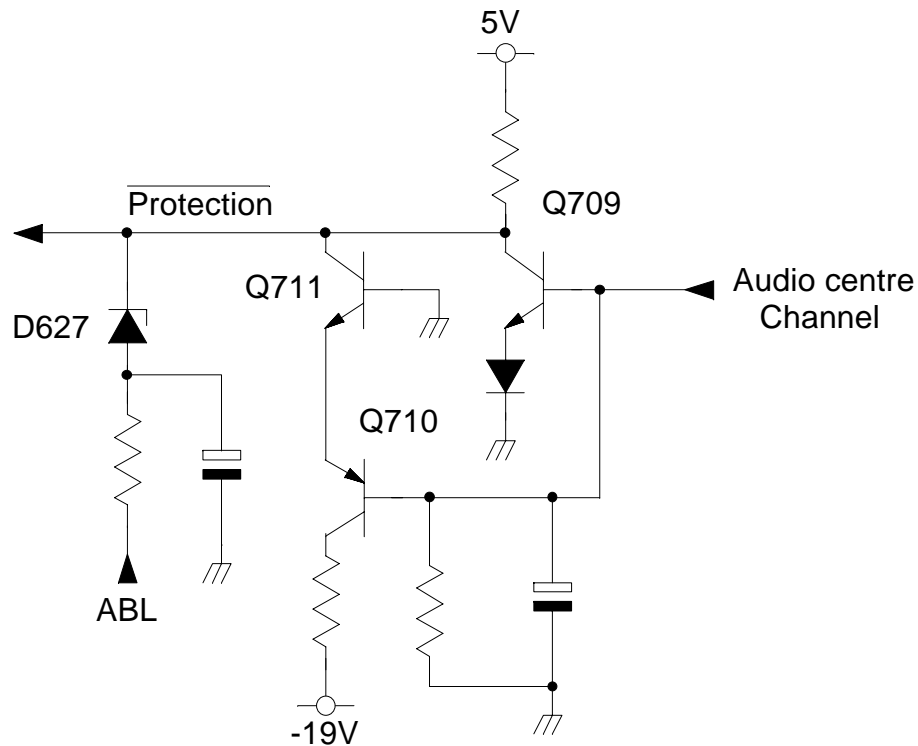 5V
Protection
Q709
Q711
Audio centre
Channel
D627
Q710
ABL
-19V